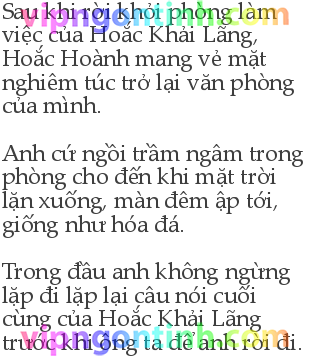 Sau khi rời khỏi phòng làm
việc của Hoắc Khải Lãng,
Hoắc Hoành mang vẻ mặt
nghiêm túc trở lại văn phòng
của mình.
Anh cứ ngồi trầm ngâm trong
phòng cho đến khi mặt trời
lặn xuống, màn đêm ập tới,
giống như hóa đá.
Trong đầu anh không ngừng
lặp đi lặp lại câu nói cuối
cùng của Hoắc Khải Lãng
trước khi ông ta để anh rời đi.
vipngontinh.com
vipngontinh.com